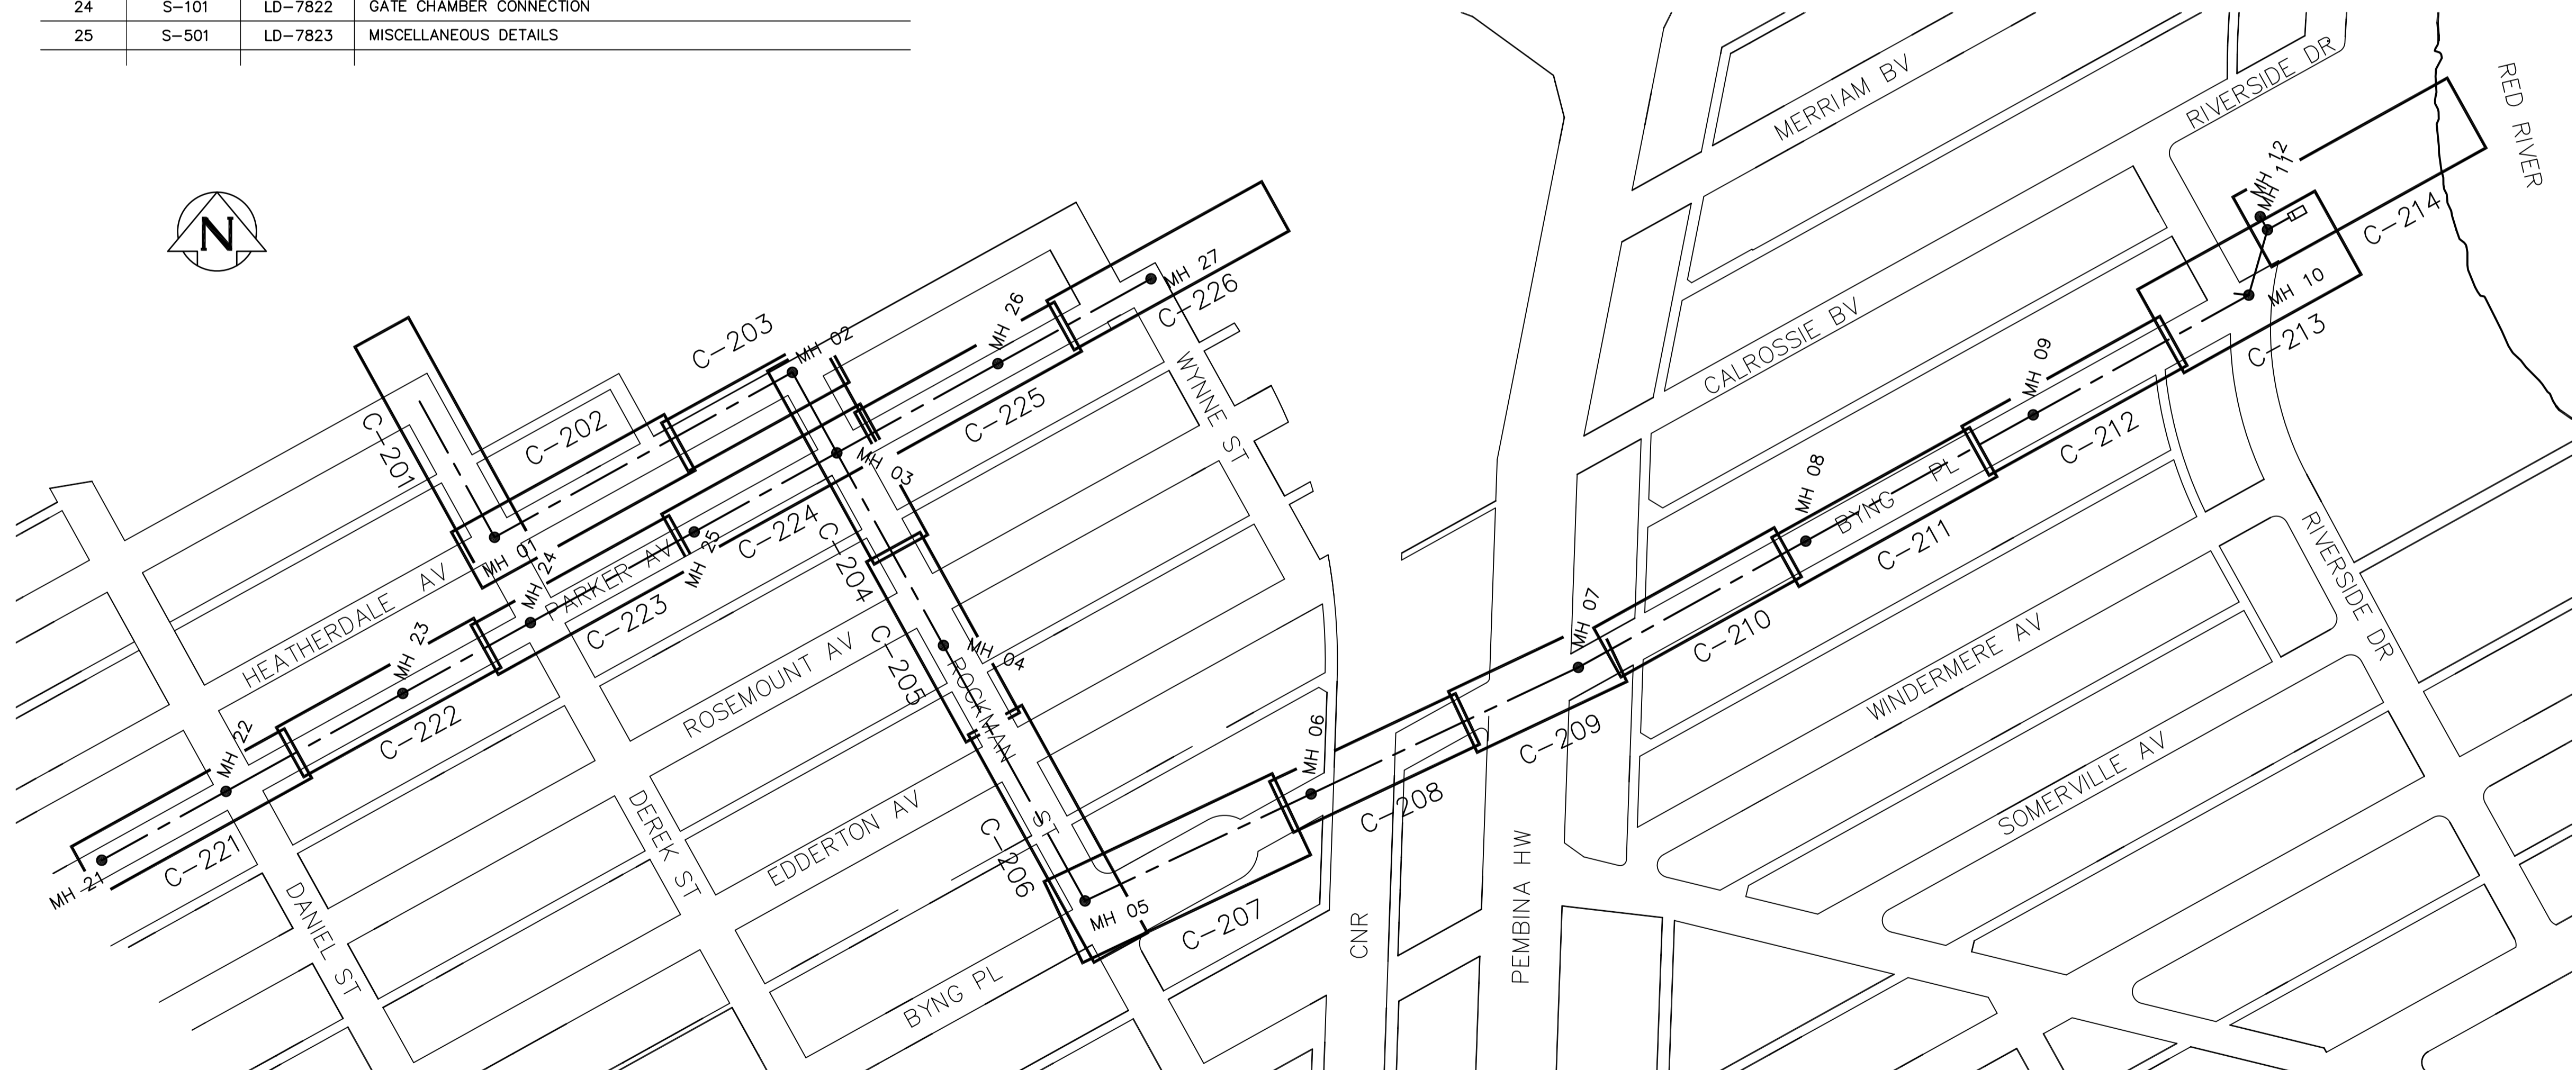 24 S-101 LD-7822 GATE CHAMBER CONNECTION
25 S-501 LD-7823 MISCELLANEOUS DETAILS
N
MERRIAM BV
RIVERSIDE DR
RED RIVER
MH 12
MH 11
C-214
MH 10
C-213
CALROSSIE BV
MH 09
C-212
MH 27
C-226
MH 26
C-225
WYNNE ST
C-203
MH 02
C-202
C-201
MH 01
MH 03
C-224
MH 25
C-204
HEATHERDALE AV
MH 24
PARKER AV
C-223
MH 23
C-222
MH 22
C-221
MH 21
ROSEMOUNT AV
C-205
MH 04
ROCKMAN ST
MH 08
BYNG PL
C-211
MH 07
C-210
C-209
WINDERMERE AV
RIVERSIDE DR
SOMERVILLE AV
MH 06
C-208
DEREK ST
EDDERTON AV
C-206
MH 05
C-207
DANIEL ST
BYNG PL
CNR
PEMBINA HW